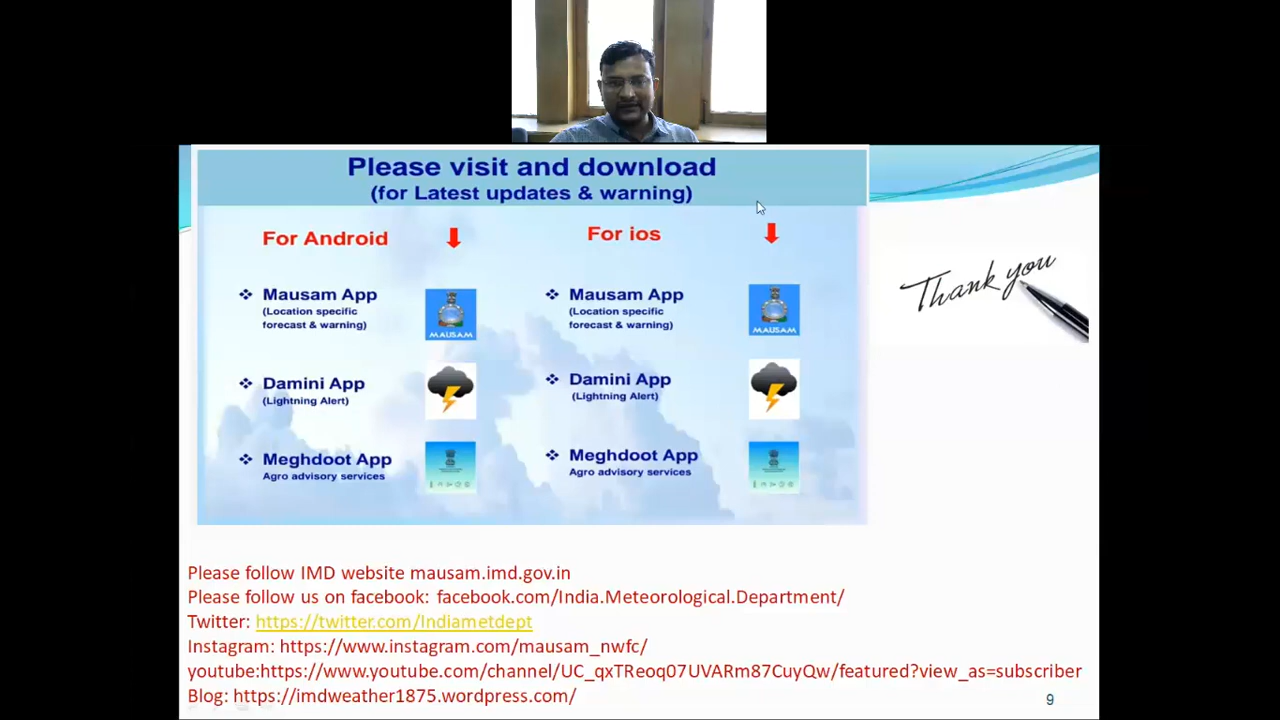 Please visit and download
(for Latest updates & warning)
For Android
For ios
Mausam App
(Location specific
forecast & warning)
MAUSAM
Mausam App
(Location specific
forecast & warning)
MAUSAM
Damini App
(Lightning Alert)
Damini App
(Lightning Alert)
Meghdoot App
Agro advisory services
Meghdoot App
Agro advisory services
Thank you
Please follow IMD website mausam.imd.gov.in
Please follow us on facebook: facebook.com/India.Meteorological.Department/
Twitter: https://twitter.com/Indiametdept
Instagram: https://www.instagram.com/mausam_nwfc/
youtube:https://www.youtube.com/channel/UC_qxTReoq07UVARm87CuyQw/featured?view_as=subscriber
Blog: https://imdweather1875.wordpress.com/
9